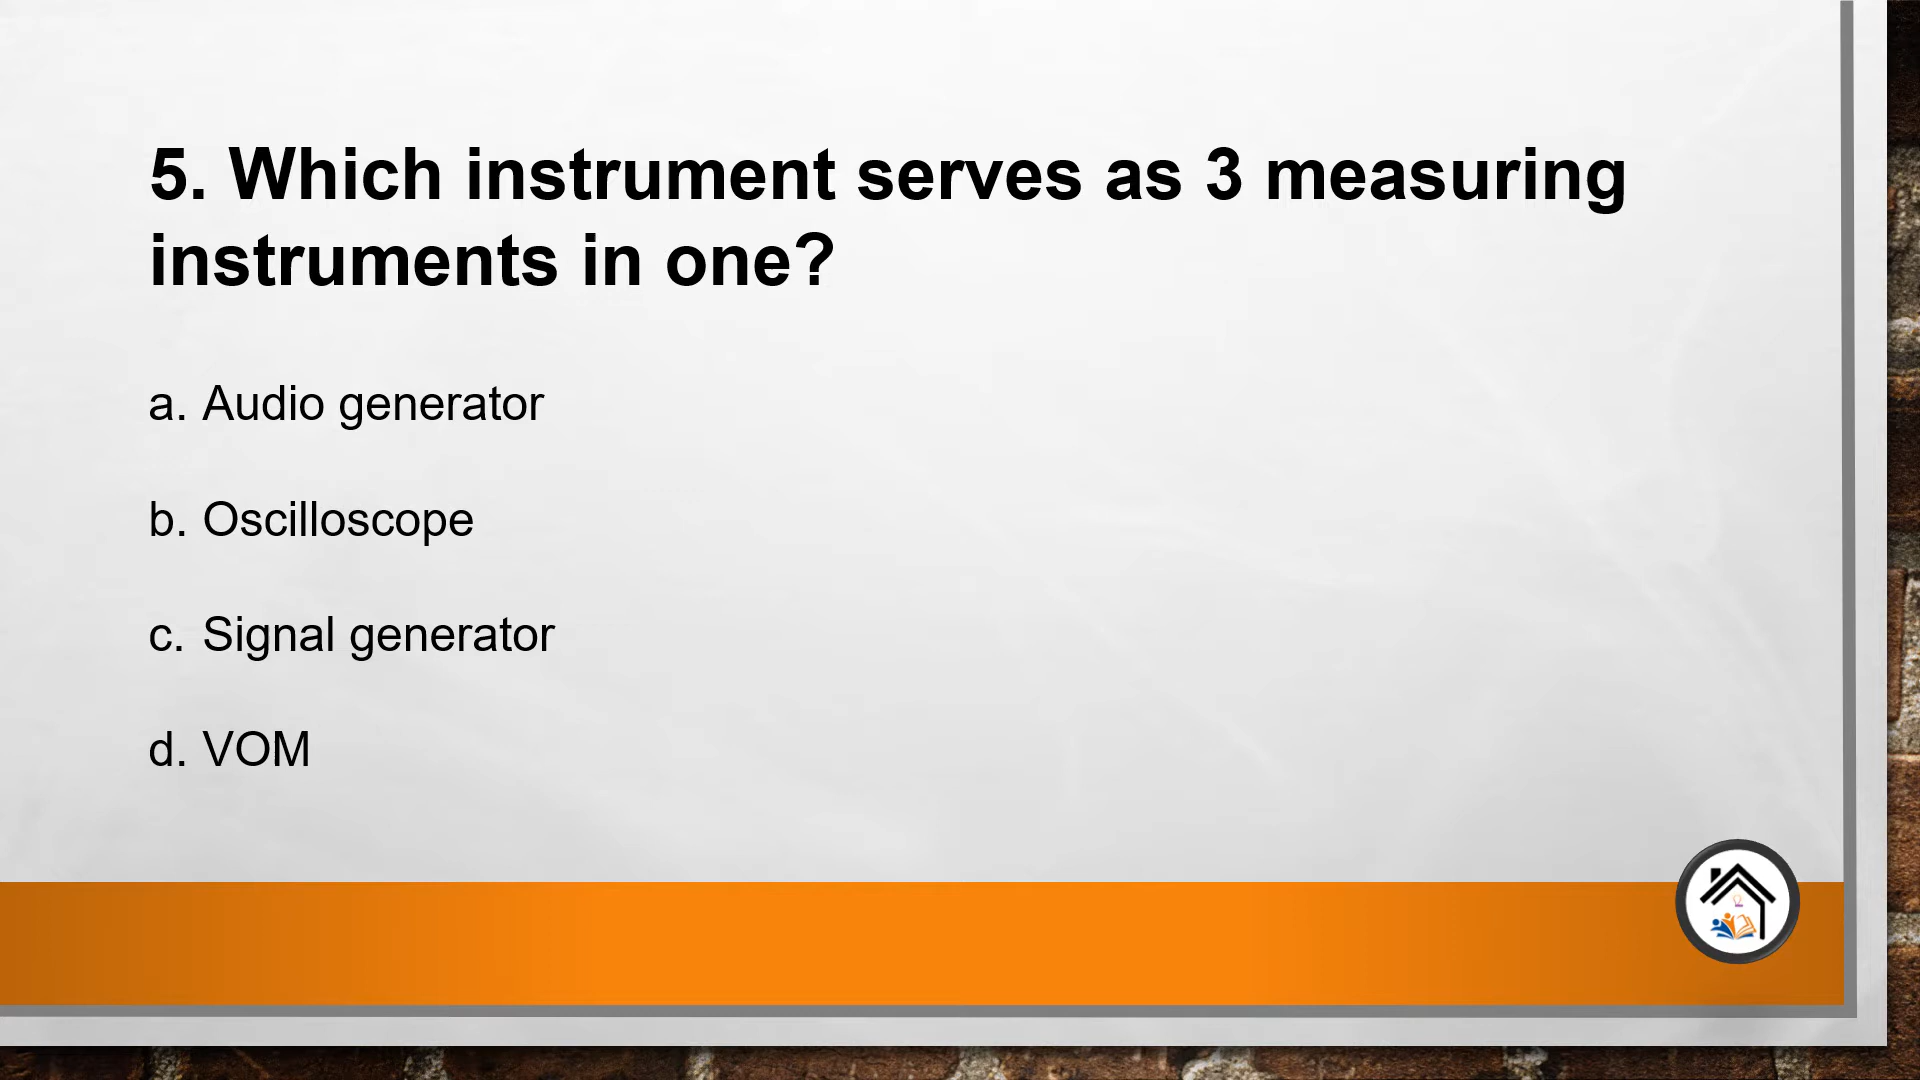 5. Which instrument serves as 3 measuring
instruments in one?
a. Audio generator
b. Oscilloscope
c. Signal generator
d. VOM